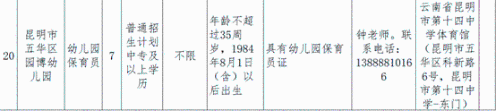 20
昆明市
五华区
园博
幼儿园
幼儿园
保育员
7
普通招
生计划
中专及
以上学
历
不限
年龄不超
过35周
岁,1984
年8月1日
(含)以
后出生
具有幼儿园保育
员证
钟老师。联
系电话:
1388881016
6
云南省昆明
市第十四中
学体育馆
(昆明市五
华区科新路
6号,昆明
市第十四中
学-东门)